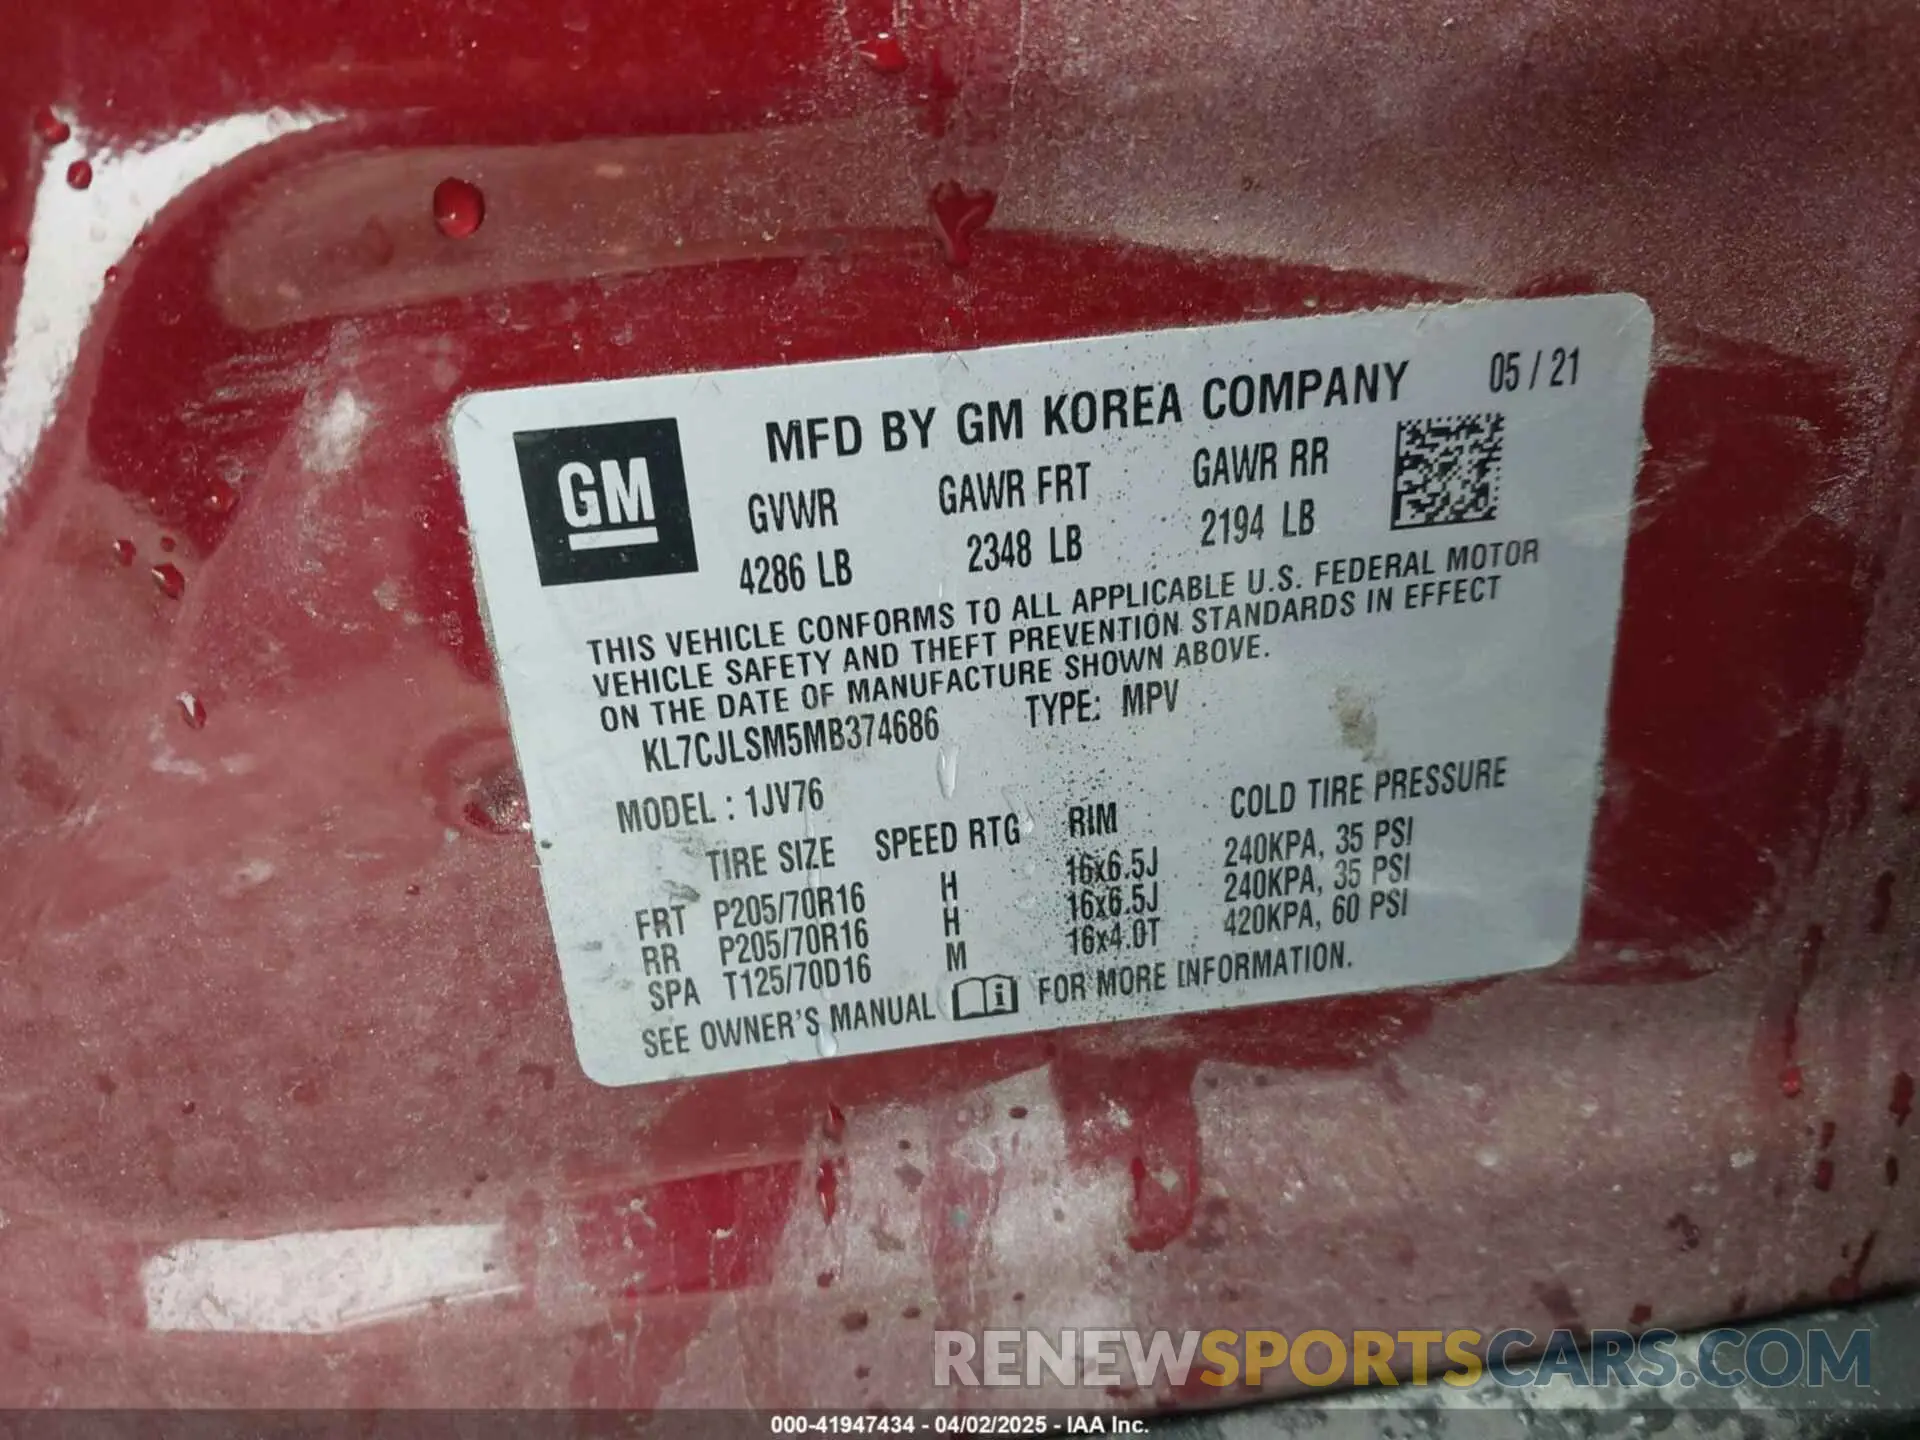 MFD BY GM KOREA COMPANY 05 / 21
GM
GVWR GAWR FRT GAWR RR
4286 LB 2348 LB 2194 LB
THIS VEHICLE CONFORMS TO ALL APPLICABLE U.S. FEDERAL MOTOR
VEHICLE SAFETY AND THEFT PREVENTION STANDARDS IN EFFECT
ON THE DATE OF MANUFACTURE SHOWN ABOVE.
KL7CJLSM5MB374686 TYPE: MPV
MODEL : 1JV76
TIRE SIZE SPEED RTG RIM COLD TIRE PRESSURE
FRT P205/70R16 H 16x6.5J 240KPA, 35 PSI
RR P205/70R16 H 16x6.5J 240KPA, 35 PSI
SPA T125/70D16 M 16x4.0T 420KPA, 60 PSI
SEE OWNER'S MANUAL i FOR MORE INFORMATION.
RENEWSPORTSCARS.COM
000-41947434 - 04/02/2025 - IAA Inc.